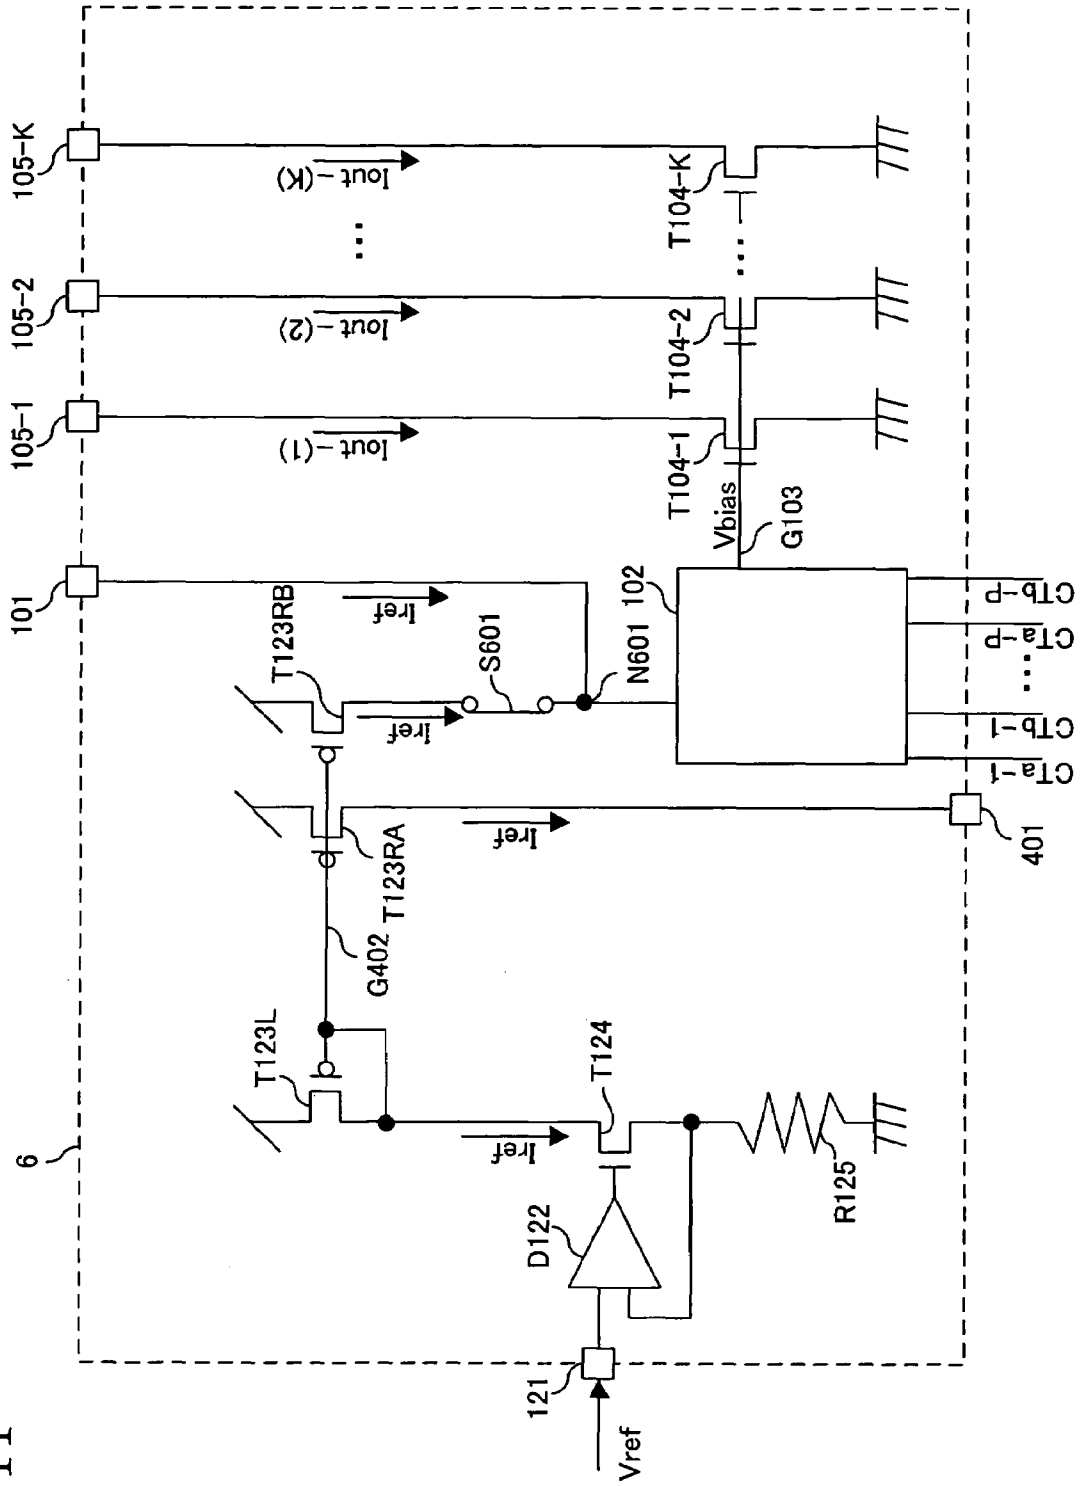 105-K
105-2
105-1
101
6
Iout-(K)
...
Iout-(2)
Iout-(1)
Iref
T123RB
Iref
S601
N601
T123RA
Iref
G402
T123L
Iref
T124
D122
R125
121
Vref
401
102
Vbias
G103
T104-1
T104-2
...
T104-K
CTa-1
CTb-1
...
CTa-P
CTb-P